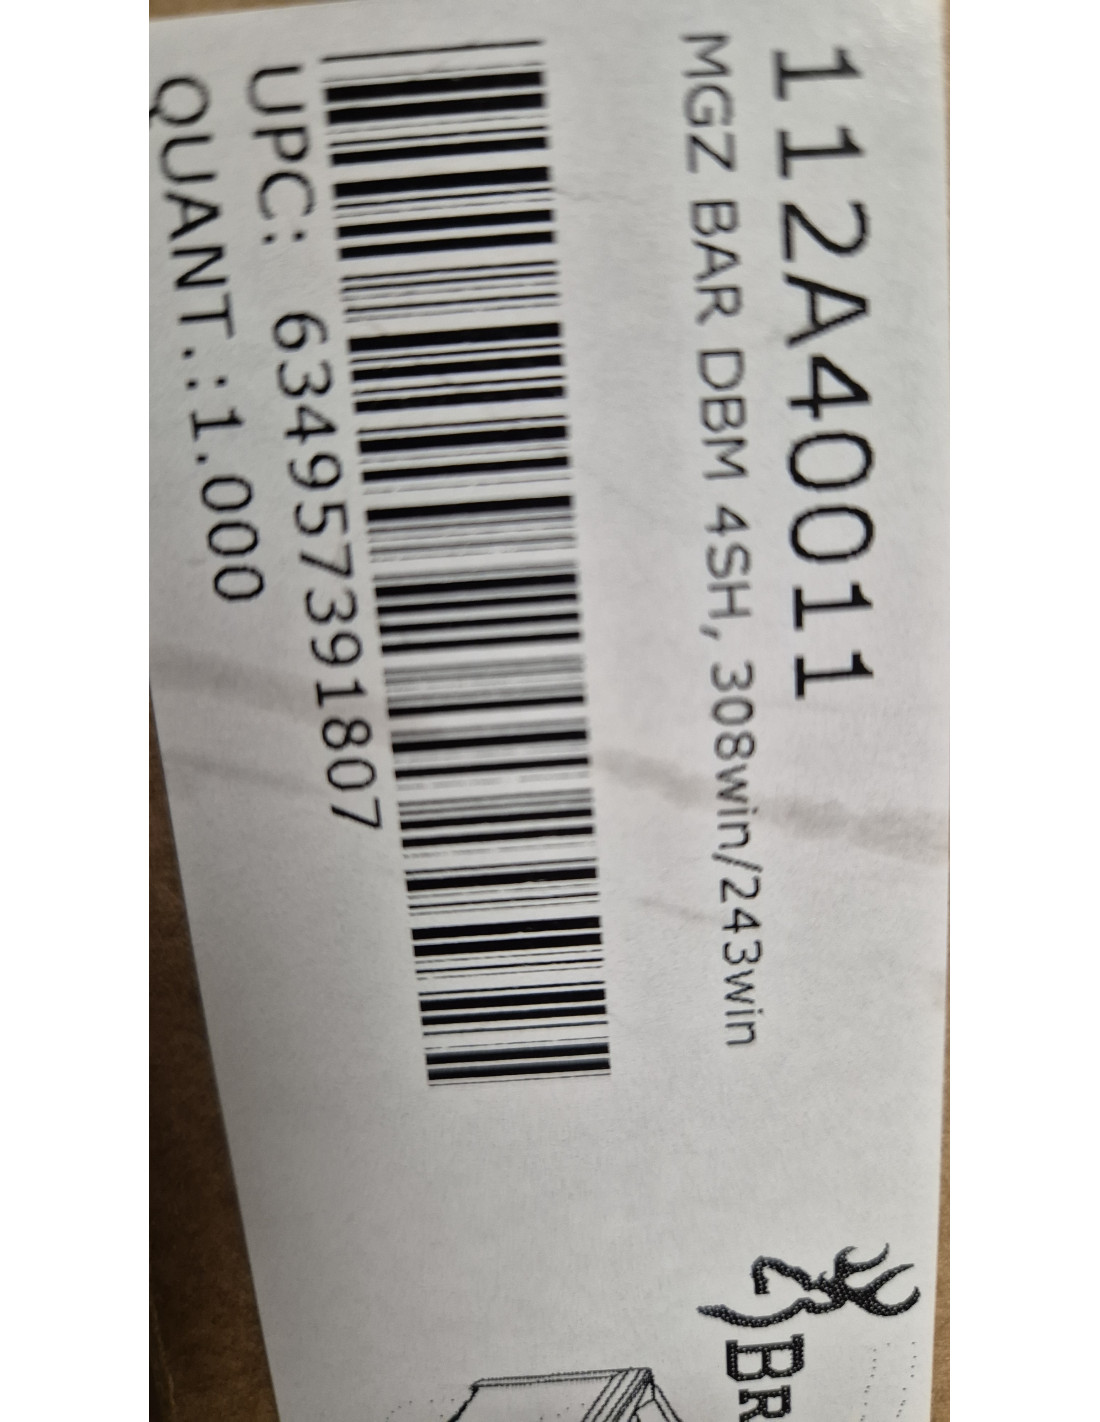 112A40011
MGZ BAR DBM 4SH, 308win/243win
UPC: 634957391807
QUANT.:1.000
BR